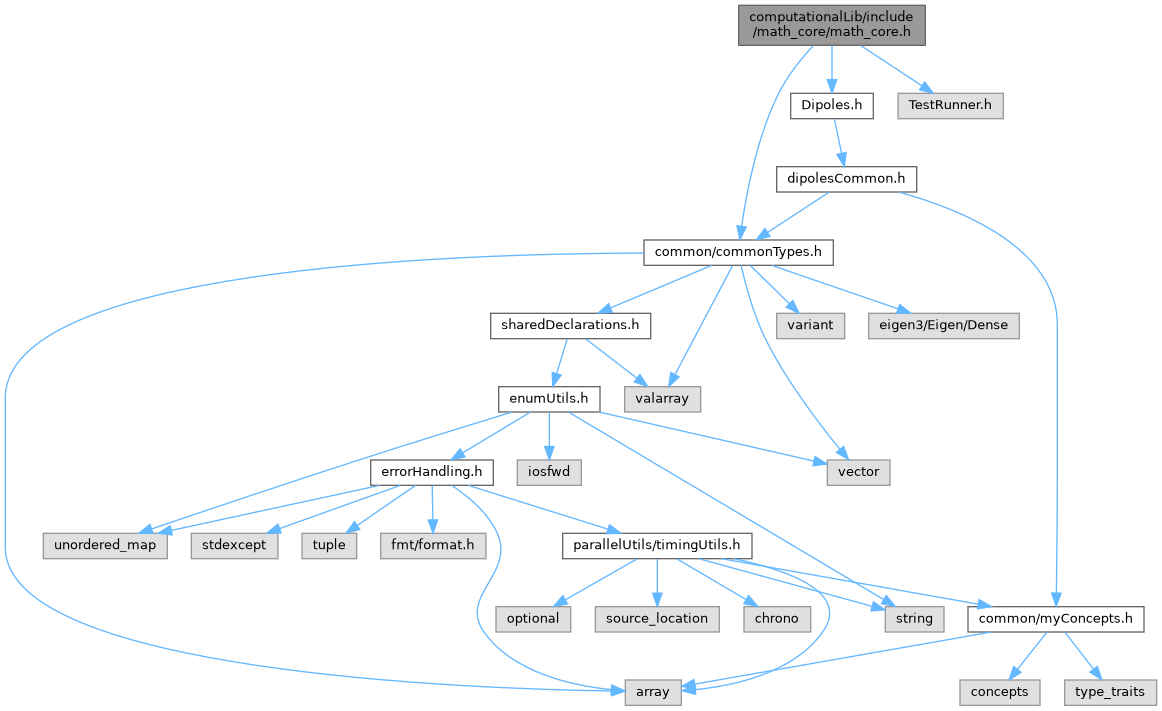 computationalLib/include
/math_core/math_core.h
Dipoles.h
TestRunner.h
dipolesCommon.h
common/commonTypes.h
sharedDeclarations.h
variant
eigen3/Eigen/Dense
enumUtils.h
valarray
errorHandling.h
iosfwd
vector
unordered_map
stdexcept
tuple
fmt/format.h
parallelUtils/timingUtils.h
optional
source_location
chrono
string
common/myConcepts.h
array
concepts
type_traits